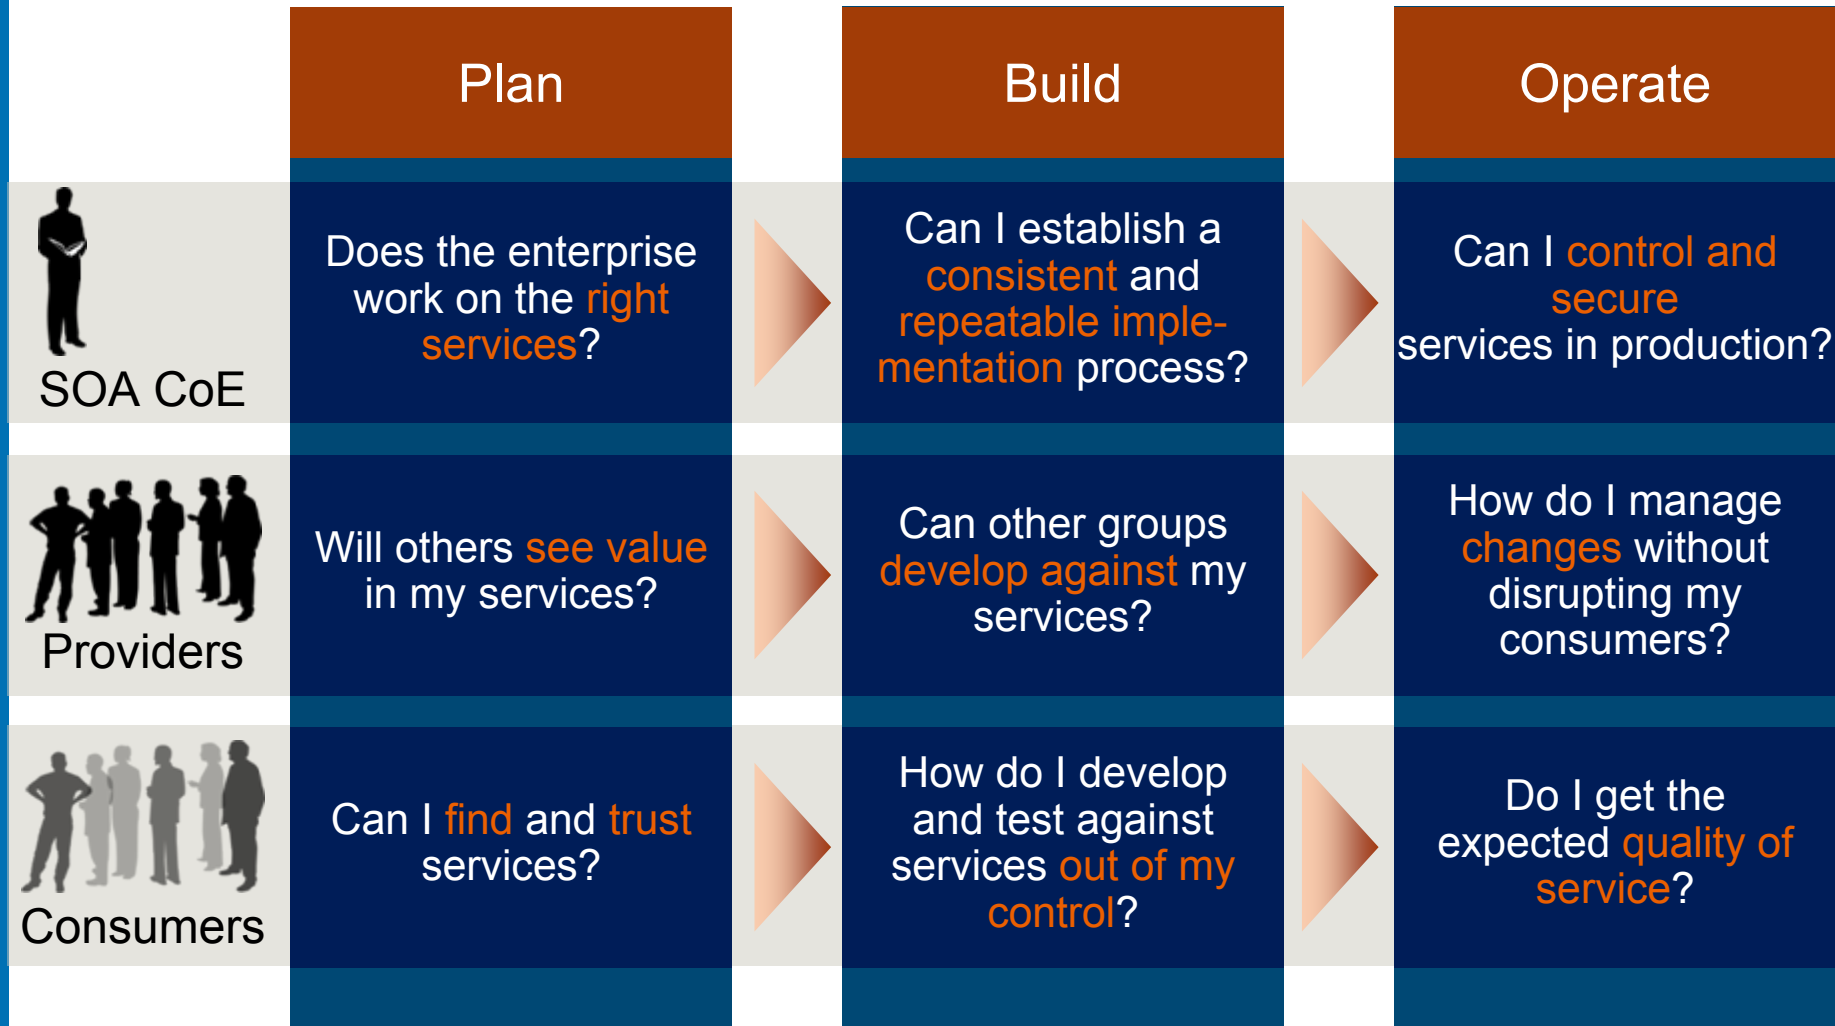 Plan
Build
Operate
SOA CoE
Does the enterprise
work on the right
services?
Can I establish a
consistent and
repeatable imple-
mentation process?
Can I control and
secure
services in production?
Providers
Will others see value
in my services?
Can other groups
develop against my
services?
How do I manage
changes without
disrupting my
consumers?
Consumers
Can I find and trust
services?
How do I develop
and test against
services out of my
control?
Do I get the
expected quality of
service?